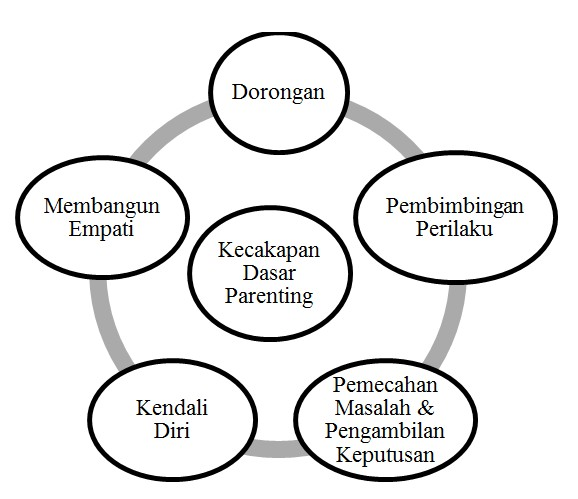 Dorongan
Pembimbingan
Perilaku
Pemecahan
Masalah &
Pengambilan
Keputusan
Kendali
Diri
Membangun
Empati
Kecakapan
Dasar
Parenting